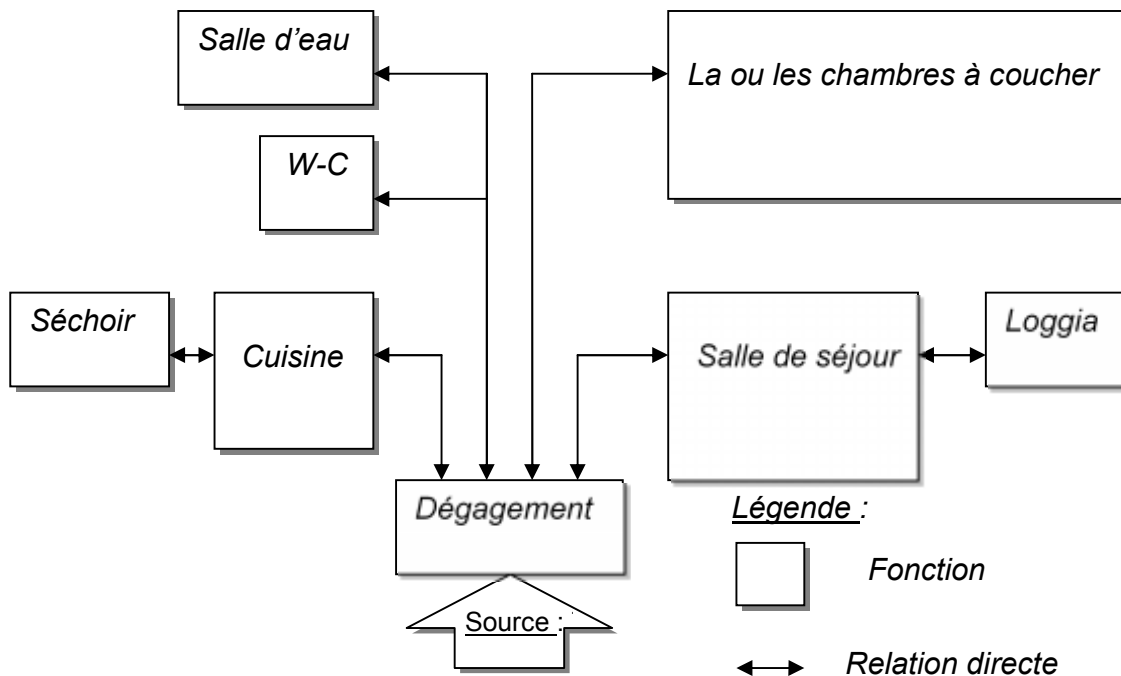 Salle d’eau
La ou les chambres à coucher
W-C
Séchoir
Cuisine
Salle de séjour
Loggia
Dégagement
Légende :
Fonction
Source :
Relation directe